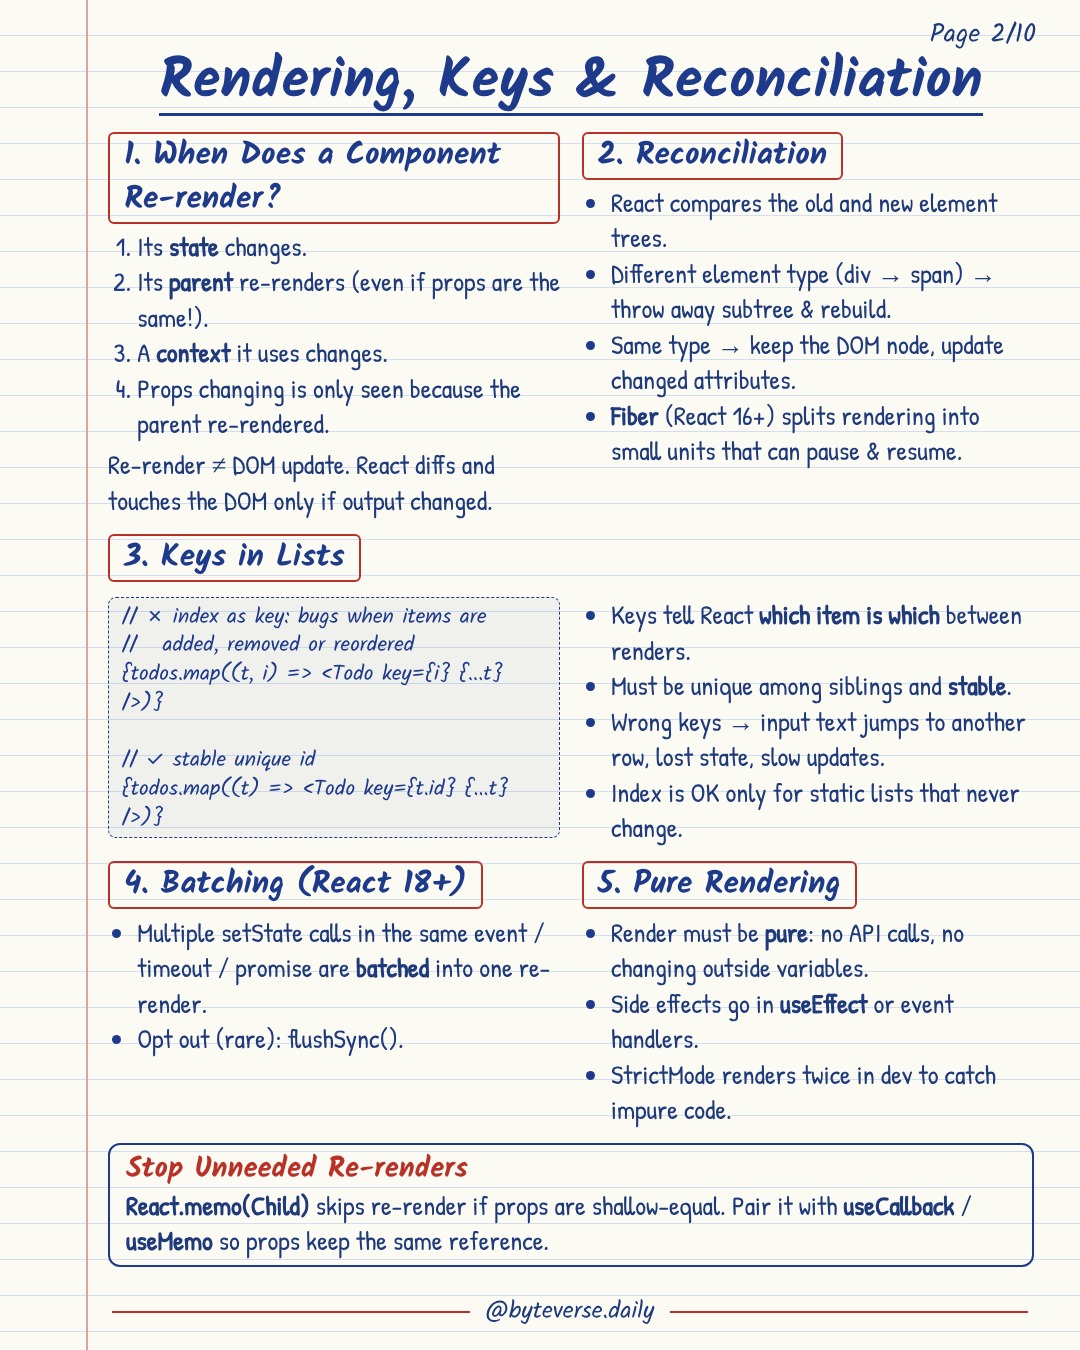 Page 2/10
Rendering, Keys & Reconciliation
1. When Does a Component
Re-render?
1. Its state changes.
2. Its parent re-renders (even if props are the
same!).
3. A context it uses changes.
4. Props changing is only seen because the
parent re-rendered.
Re-render ≠ DOM update. React diffs and
touches the DOM only if output changed.
2. Reconciliation
• React compares the old and new element
trees.
• Different element type (div → span) →
throw away subtree & rebuild.
• Same type → keep the DOM node, update
changed attributes.
• Fiber (React 16+) splits rendering into
small units that can pause & resume.
3. Keys in Lists
// × index as key: bugs when items are
//   added, removed or reordered
{todos.map((t, i) => <Todo key={i} {...t}
/>)}
// ✓ stable unique id
{todos.map((t) => <Todo key={t.id} {...t}
/>)}
• Keys tell React which item is which between
renders.
• Must be unique among siblings and stable.
• Wrong keys → input text jumps to another
row, lost state, slow updates.
• Index is OK only for static lists that never
change.
4. Batching (React 18+)
• Multiple setState calls in the same event /
timeout / promise are batched into one re-
render.
• Opt out (rare): flushSync().
5. Pure Rendering
• Render must be pure: no API calls, no
changing outside variables.
• Side effects go in useEffect or event
handlers.
• StrictMode renders twice in dev to catch
impure code.
Stop Unneeded Re-renders
React.memo(Child) skips re-render if props are shallow-equal. Pair it with useCallback /
useMemo so props keep the same reference.
@byteverse.daily